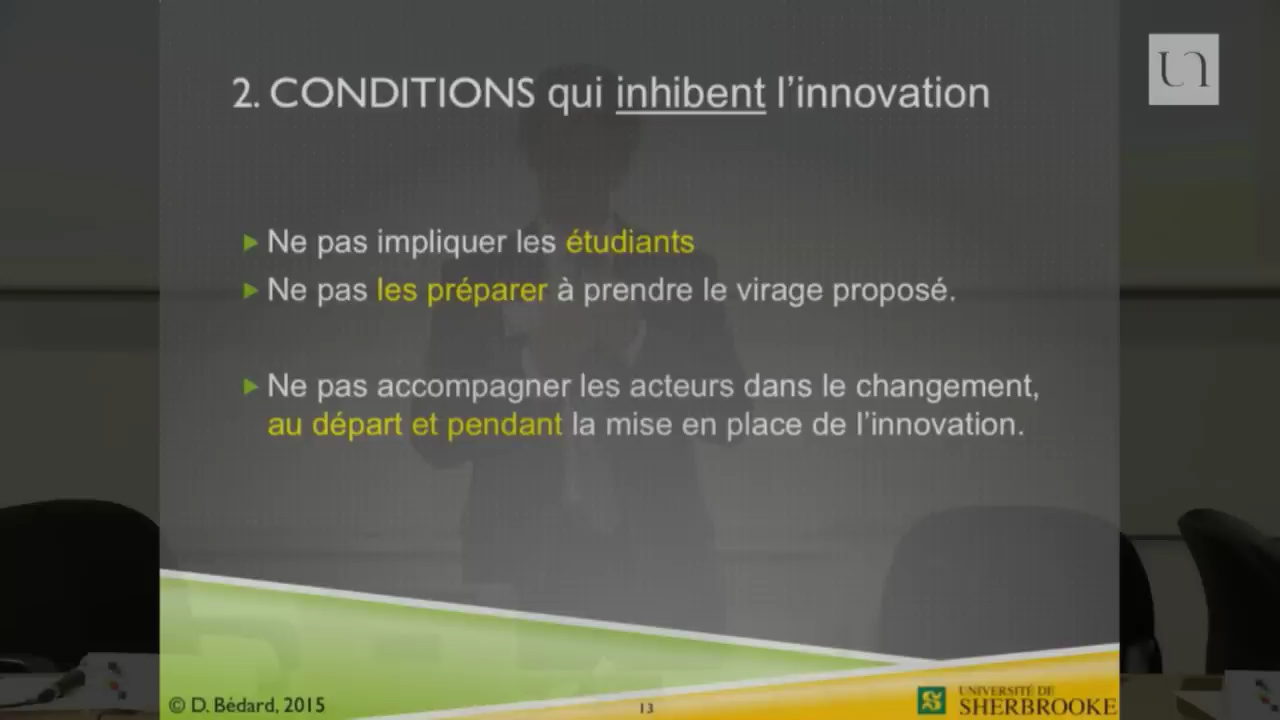 2. CONDITIONS qui inhibent l'innovation
Ne pas impliquer les étudiants
Ne pas les préparer à prendre le virage proposé.
Ne pas accompagner les acteurs dans le changement,
au départ et pendant la mise en place de l'innovation.
© D. Bédard, 2015
13
UNIVERSITÉ DE
SHERBROOKE